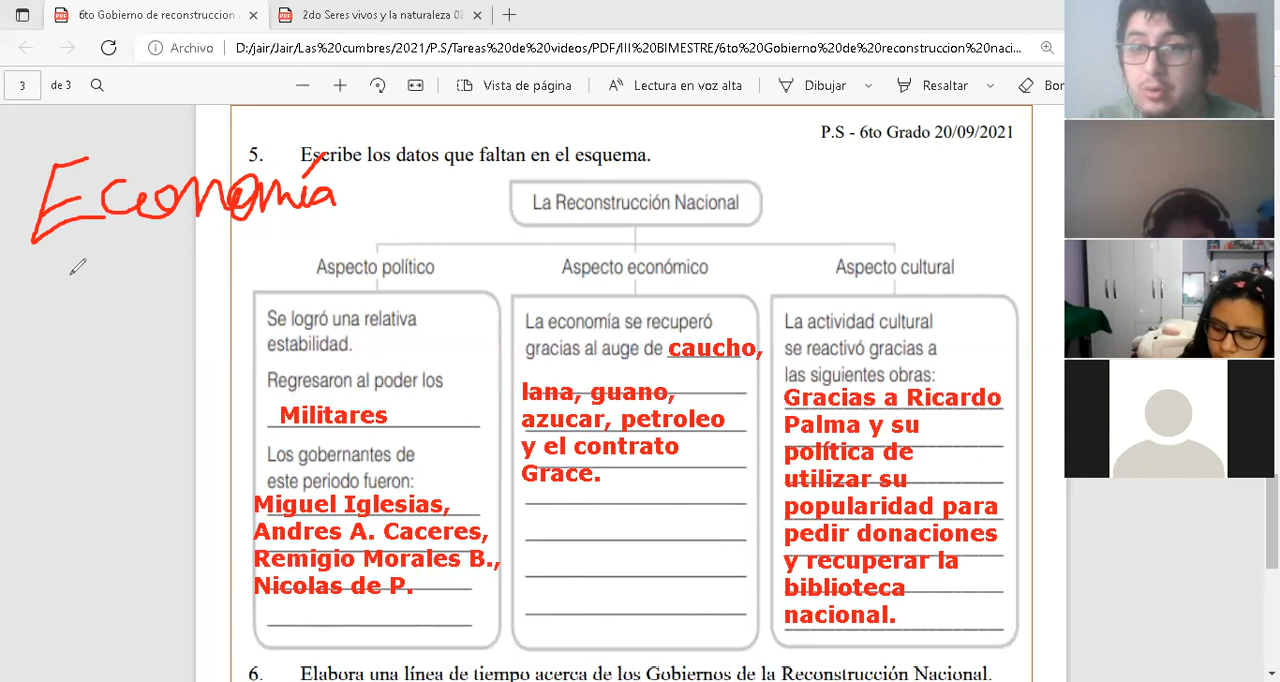 6to Gobierno de reconstruccion
2do Seres vivos y la naturaleza 02
Archivo D:/jair/Jair/Las%20cumbres/2021/P.S/Tareas%20de%20videos/PDF/III%20BIMESTRE/6to%20Gobierno%20de%20reconstruccion%20naci...
3 de 3 Vista de página Lectura en voz alta Dibujar Resaltar Bor
P.S - 6to Grado 20/09/2021
5. Escribe los datos que faltan en el esquema.
Economía
La Reconstrucción Nacional
Aspecto político
Se logró una relativa
estabilidad.
Regresaron al poder los
Militares
Los gobernantes de
este periodo fueron:
Miguel Iglesias,
Andres A. Caceres,
Remigio Morales B.,
Nicolas de P.
Aspecto económico
La economía se recuperó
gracias al auge de caucho,
lana, guano,
azucar, petroleo
y el contrato
Grace.
Aspecto cultural
La actividad cultural
se reactivó gracias a
las siguientes obras:
Gracias a Ricardo
Palma y su
política de
utilizar su
popularidad para
pedir donaciones
y recuperar la
biblioteca
nacional.
6. Elabora una línea de tiempo acerca de los Gobiernos de la Reconstrucción Nacional.